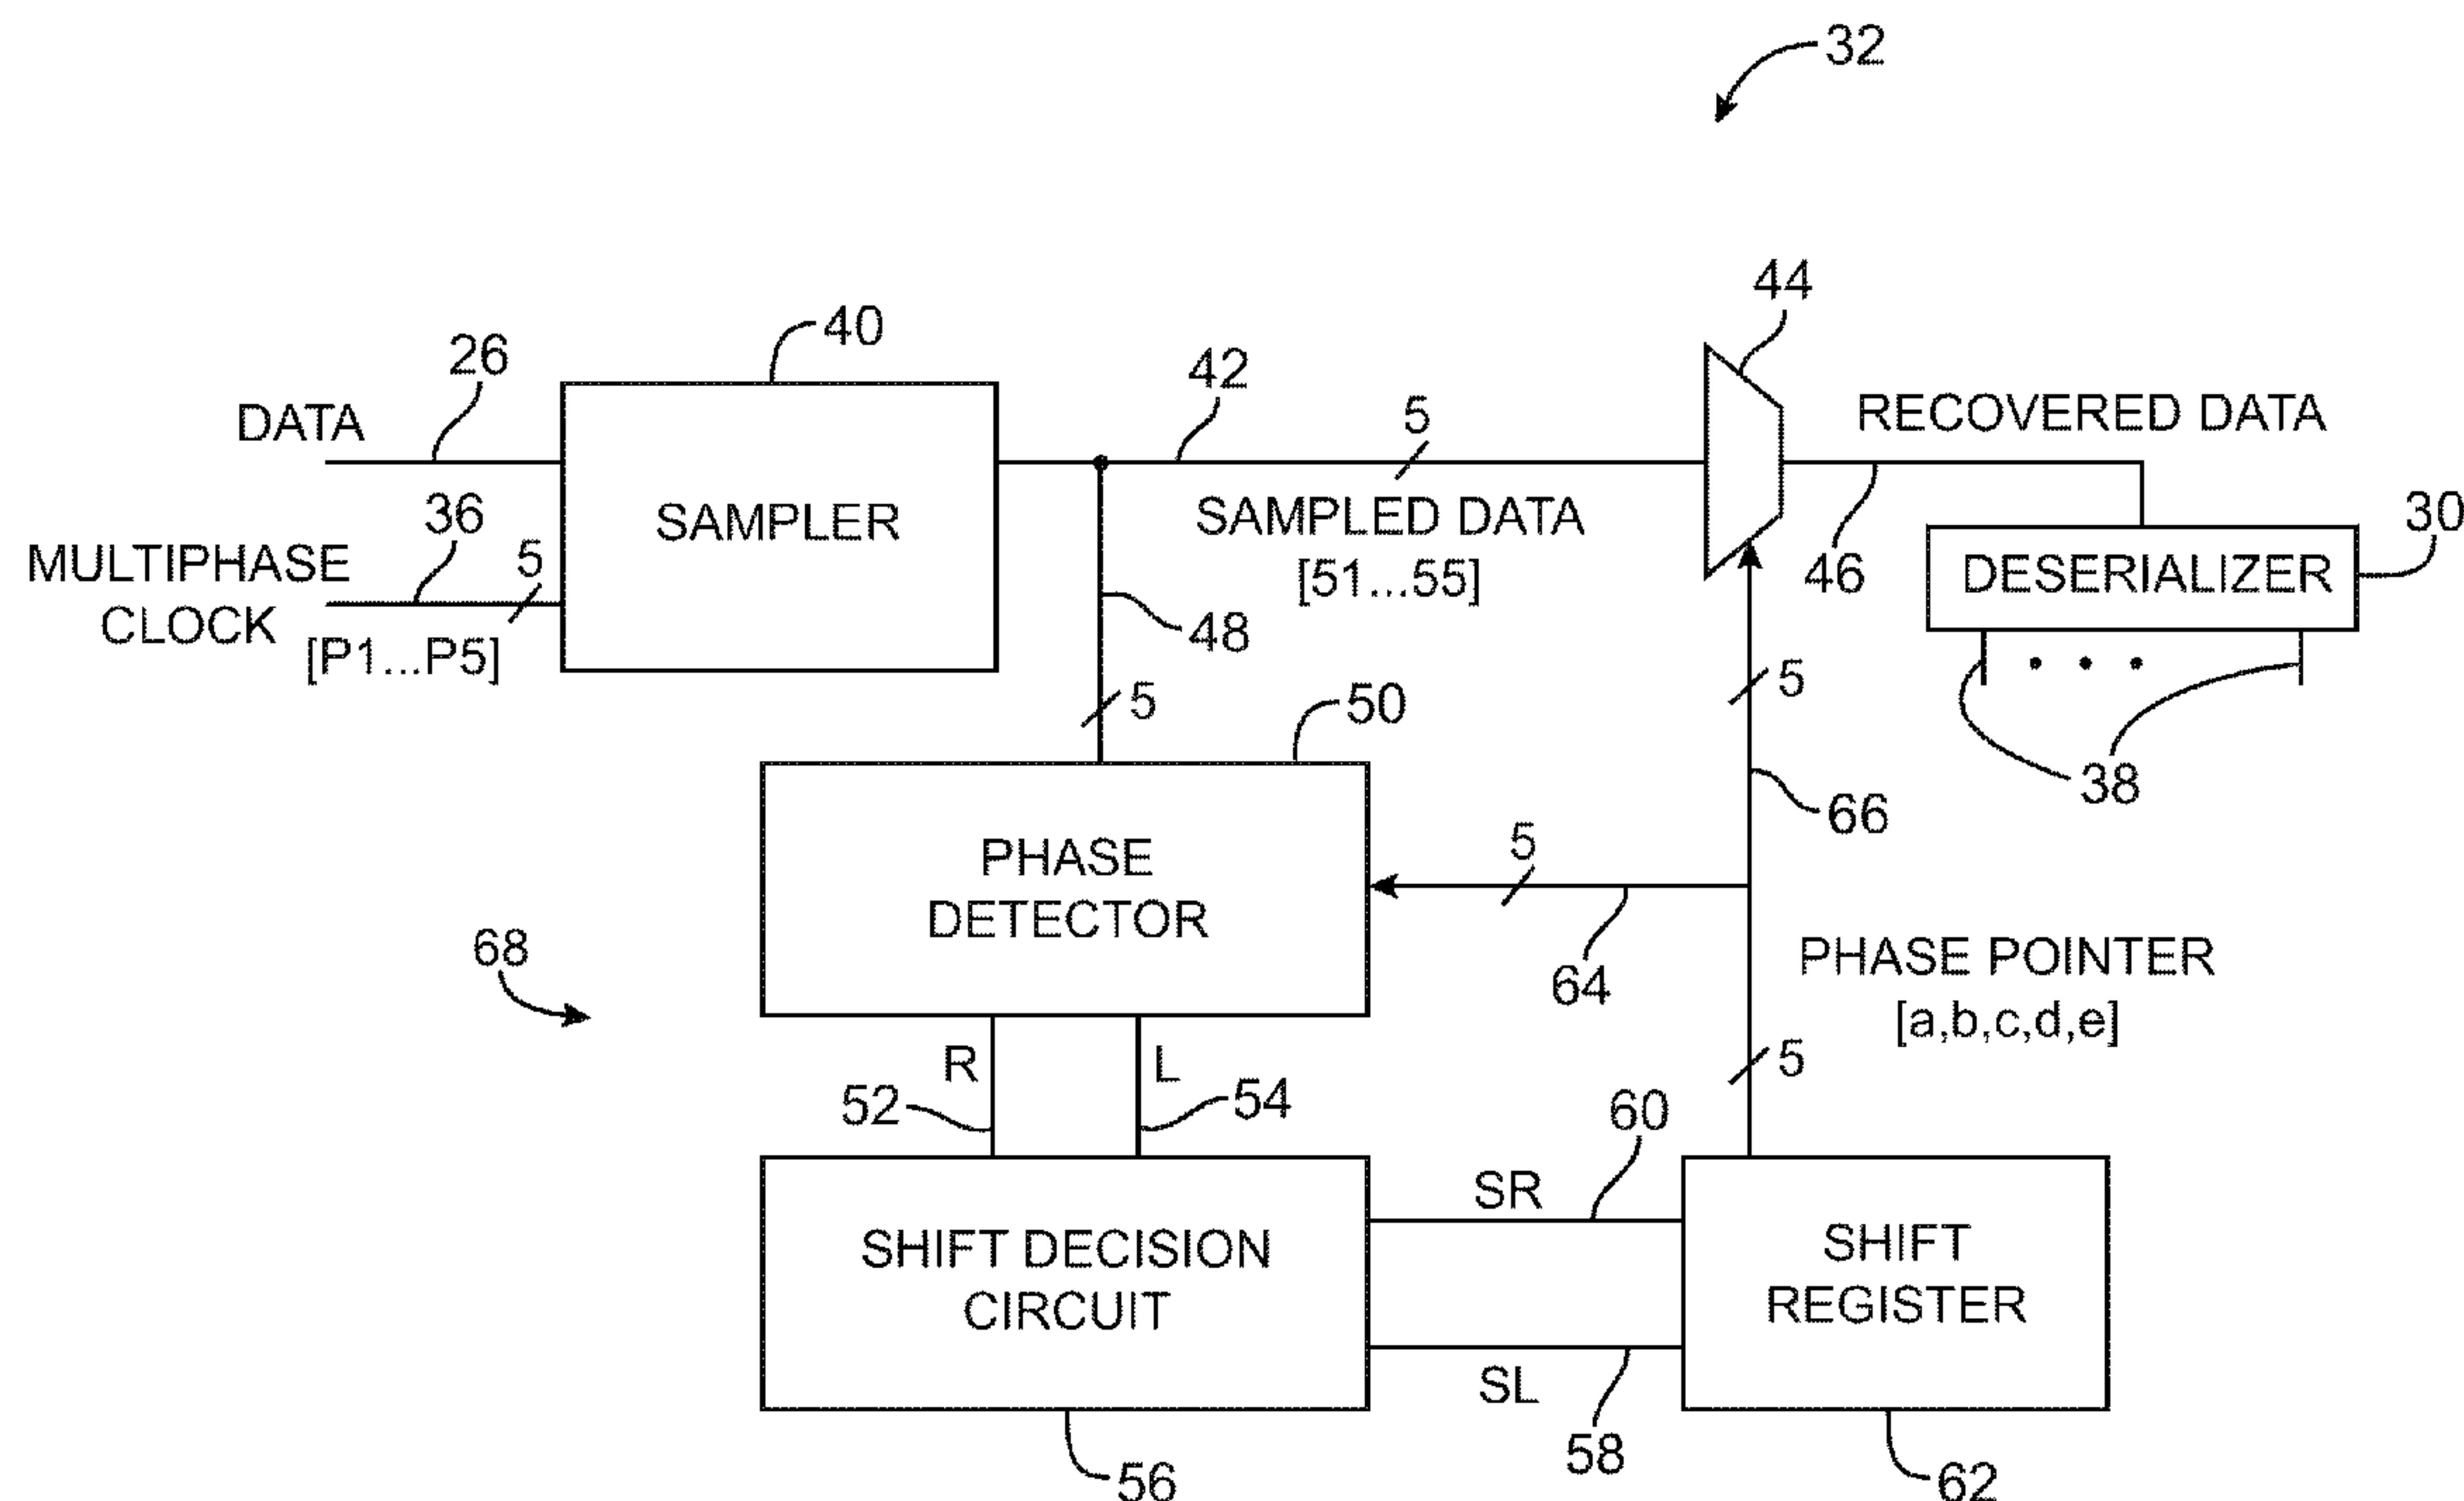 32
44
40
26
42
5
DATA
RECOVERED DATA
36
5
MULTIPHASE
CLOCK
[P1...P5]
SAMPLER
SAMPLED DATA
[51...55]
46
30
DESERIALIZER
48
5
5
50
38
66
5
PHASE
DETECTOR
64
68
PHASE POINTER
[a,b,c,d,e]
R
L
5
52
54
60
SR
SHIFT DECISION
CIRCUIT
SHIFT
REGISTER
SL
58
56
62